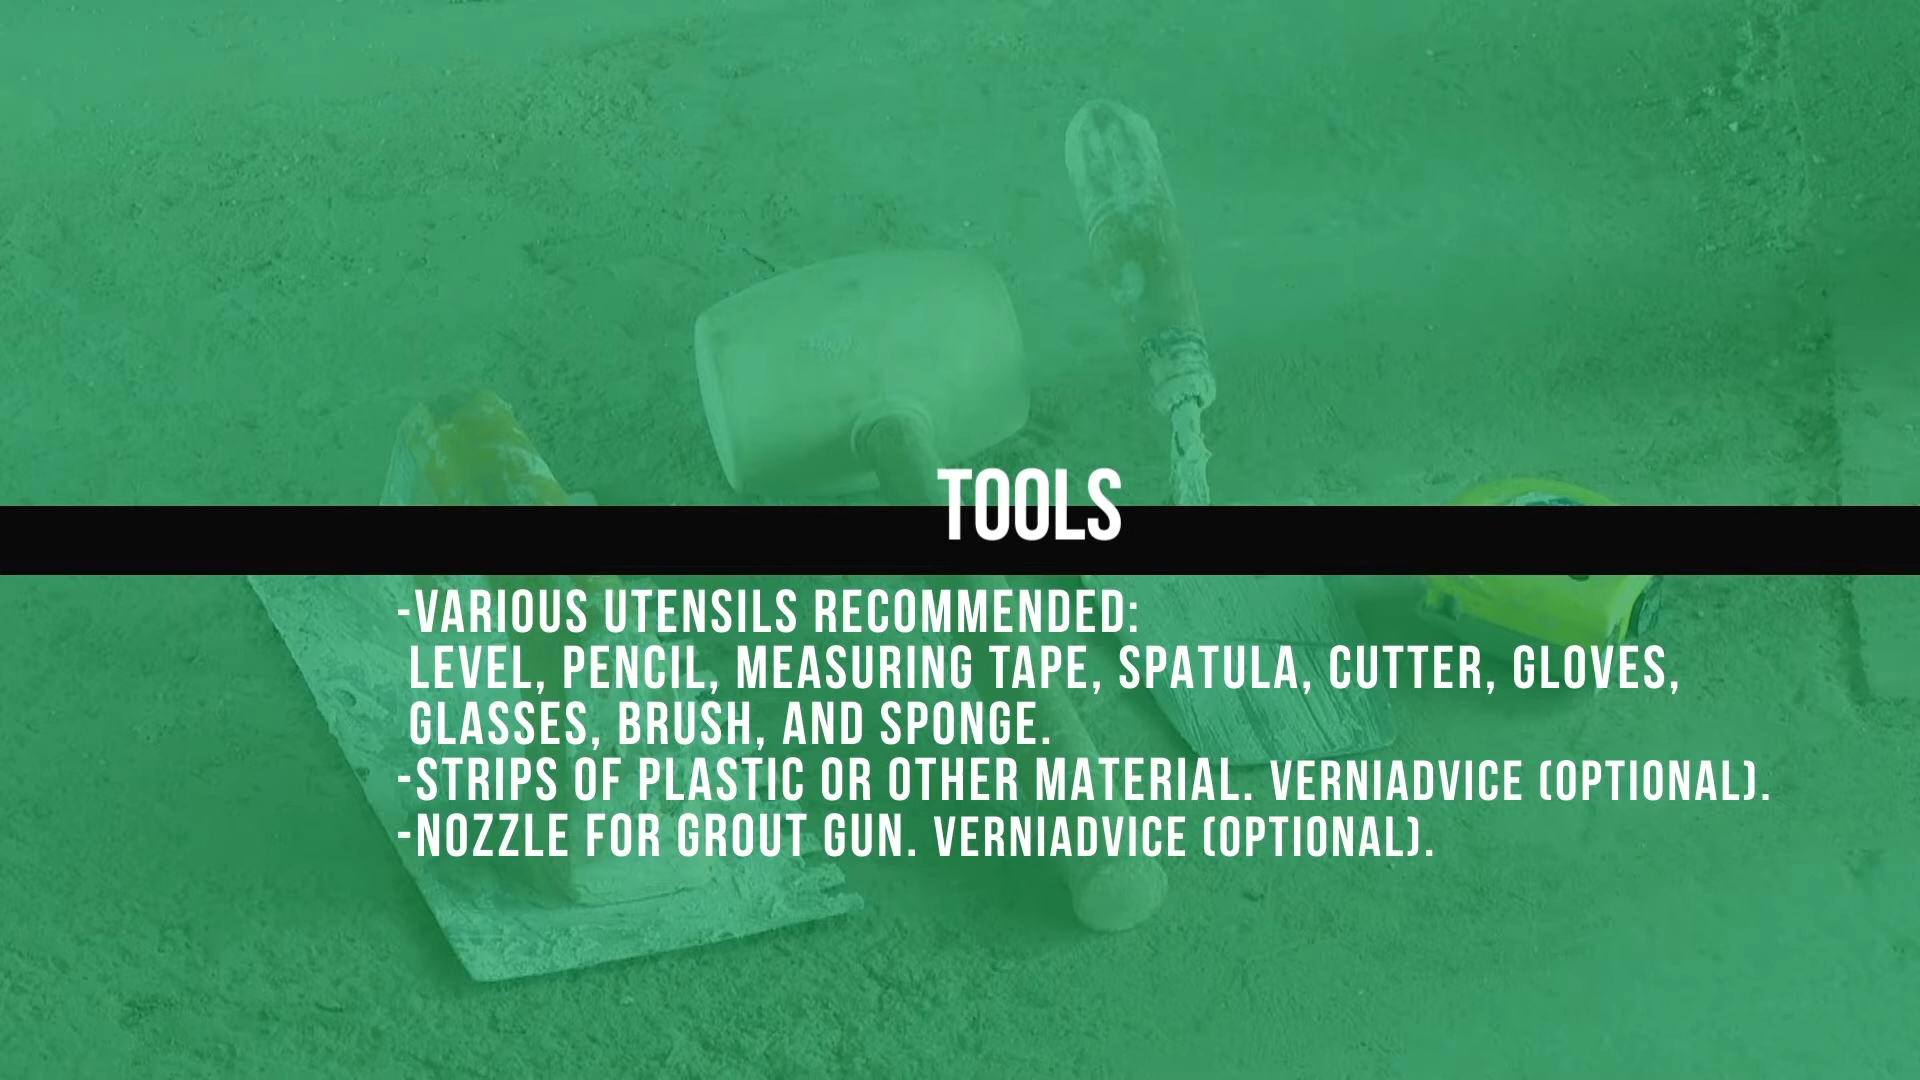 TOOLS
-VARIOUS UTENSILS RECOMMENDED:
LEVEL, PENCIL, MEASURING TAPE, SPATULA, CUTTER, GLOVES,
GLASSES, BRUSH, AND SPONGE.
-STRIPS OF PLASTIC OR OTHER MATERIAL. VERNIADVICE (OPTIONAL).
-NOZZLE FOR GROUT GUN. VERNIADVICE (OPTIONAL).